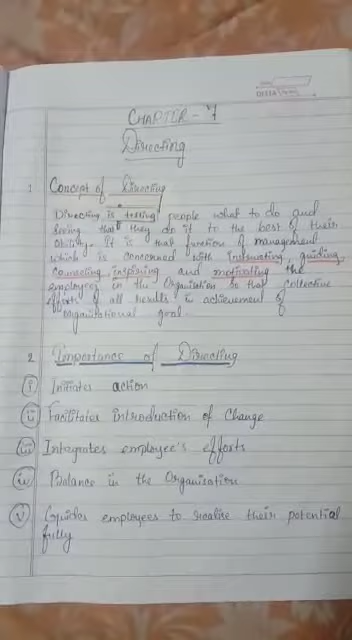 CHAPTER - 7
Directing
1 Concept of Directing
Directing is telling people what to do and
seeing that they do it to the best of their
ability. It is that function of management
which is concerned with instructing, guiding,
counceling, inspiring and motivating the
employees in the Organisation so that collective
efforts of all results in achievement of
organisational goal.
2. Importance of Directing
(i) Initiates action
(ii) Facilitates introduction of Change
(iii) Integrates employee's efforts
(iv) Balance in the Organisation
(v) Guides employees to realise their potential
fully